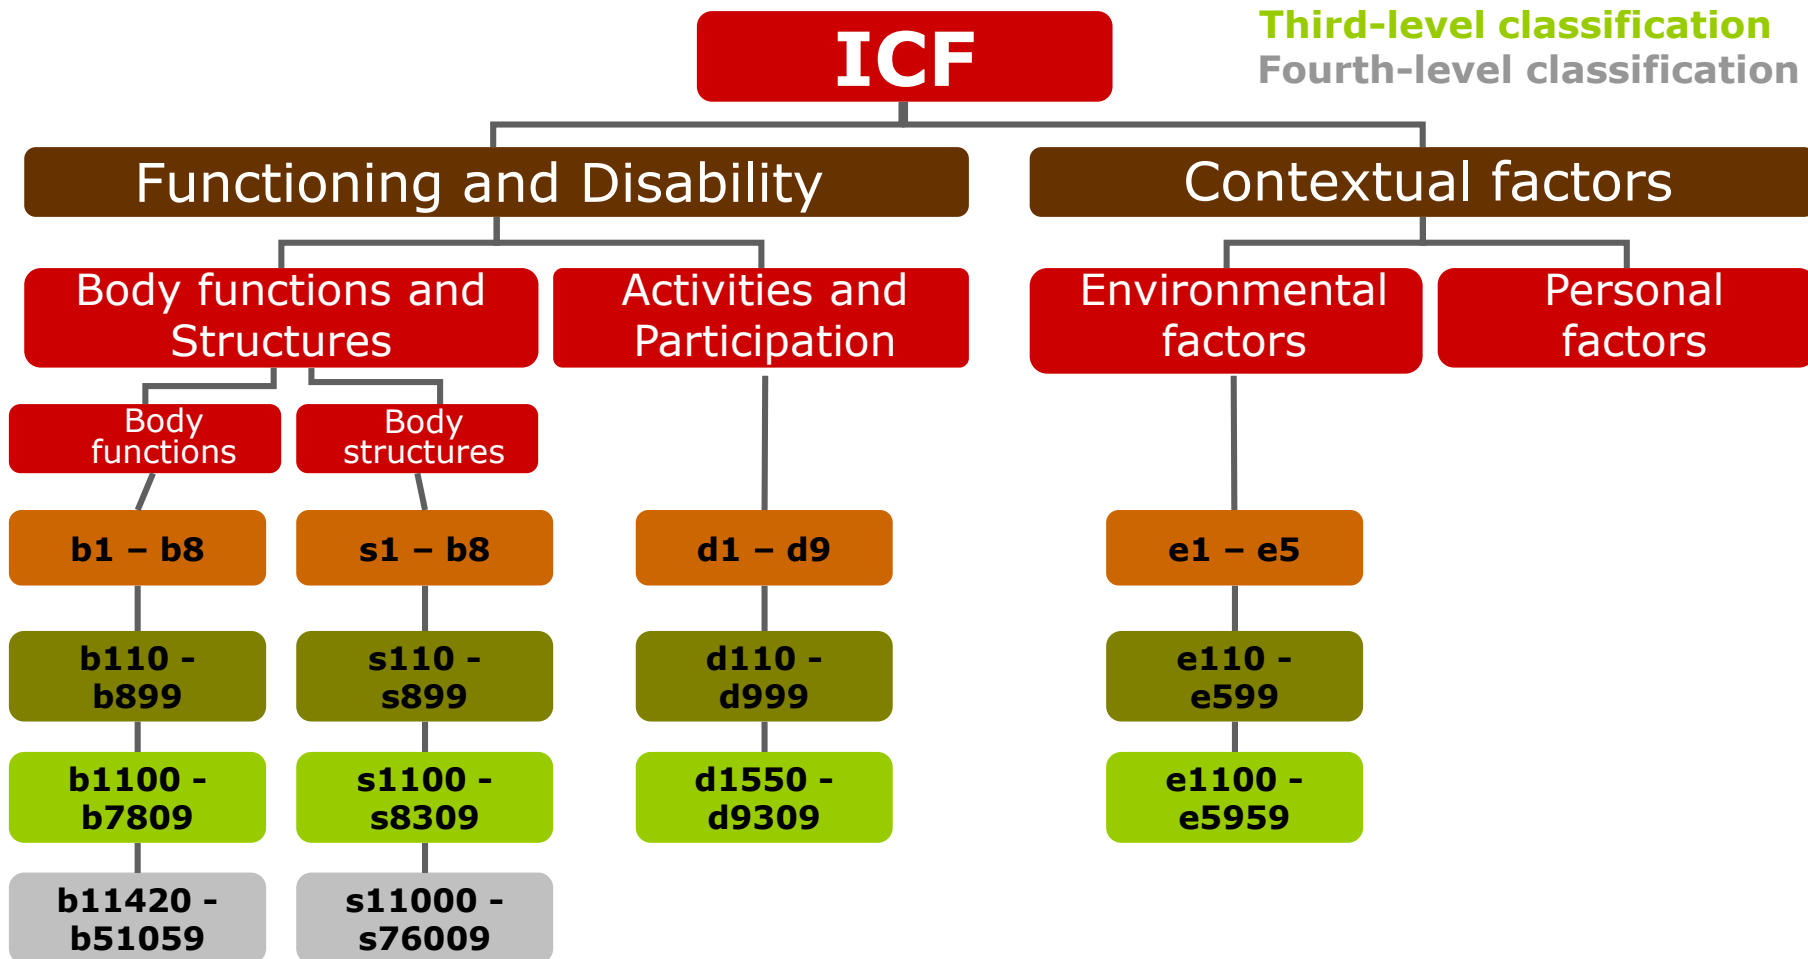 ICF
Third-level classification
Fourth-level classification
Functioning and Disability
Contextual factors
Body functions and
Structures
Activities and
Participation
Environmental
factors
Personal
factors
Body
functions
Body
structures
b1 – b8
s1 – b8
d1 – d9
e1 – e5
b110 -
b899
s110 -
s899
d110 -
d999
e110 -
e599
b1100 -
b7809
s1100 -
s8309
d1550 -
d9309
e1100 -
e5959
b11420 -
b51059
s11000 -
s76009